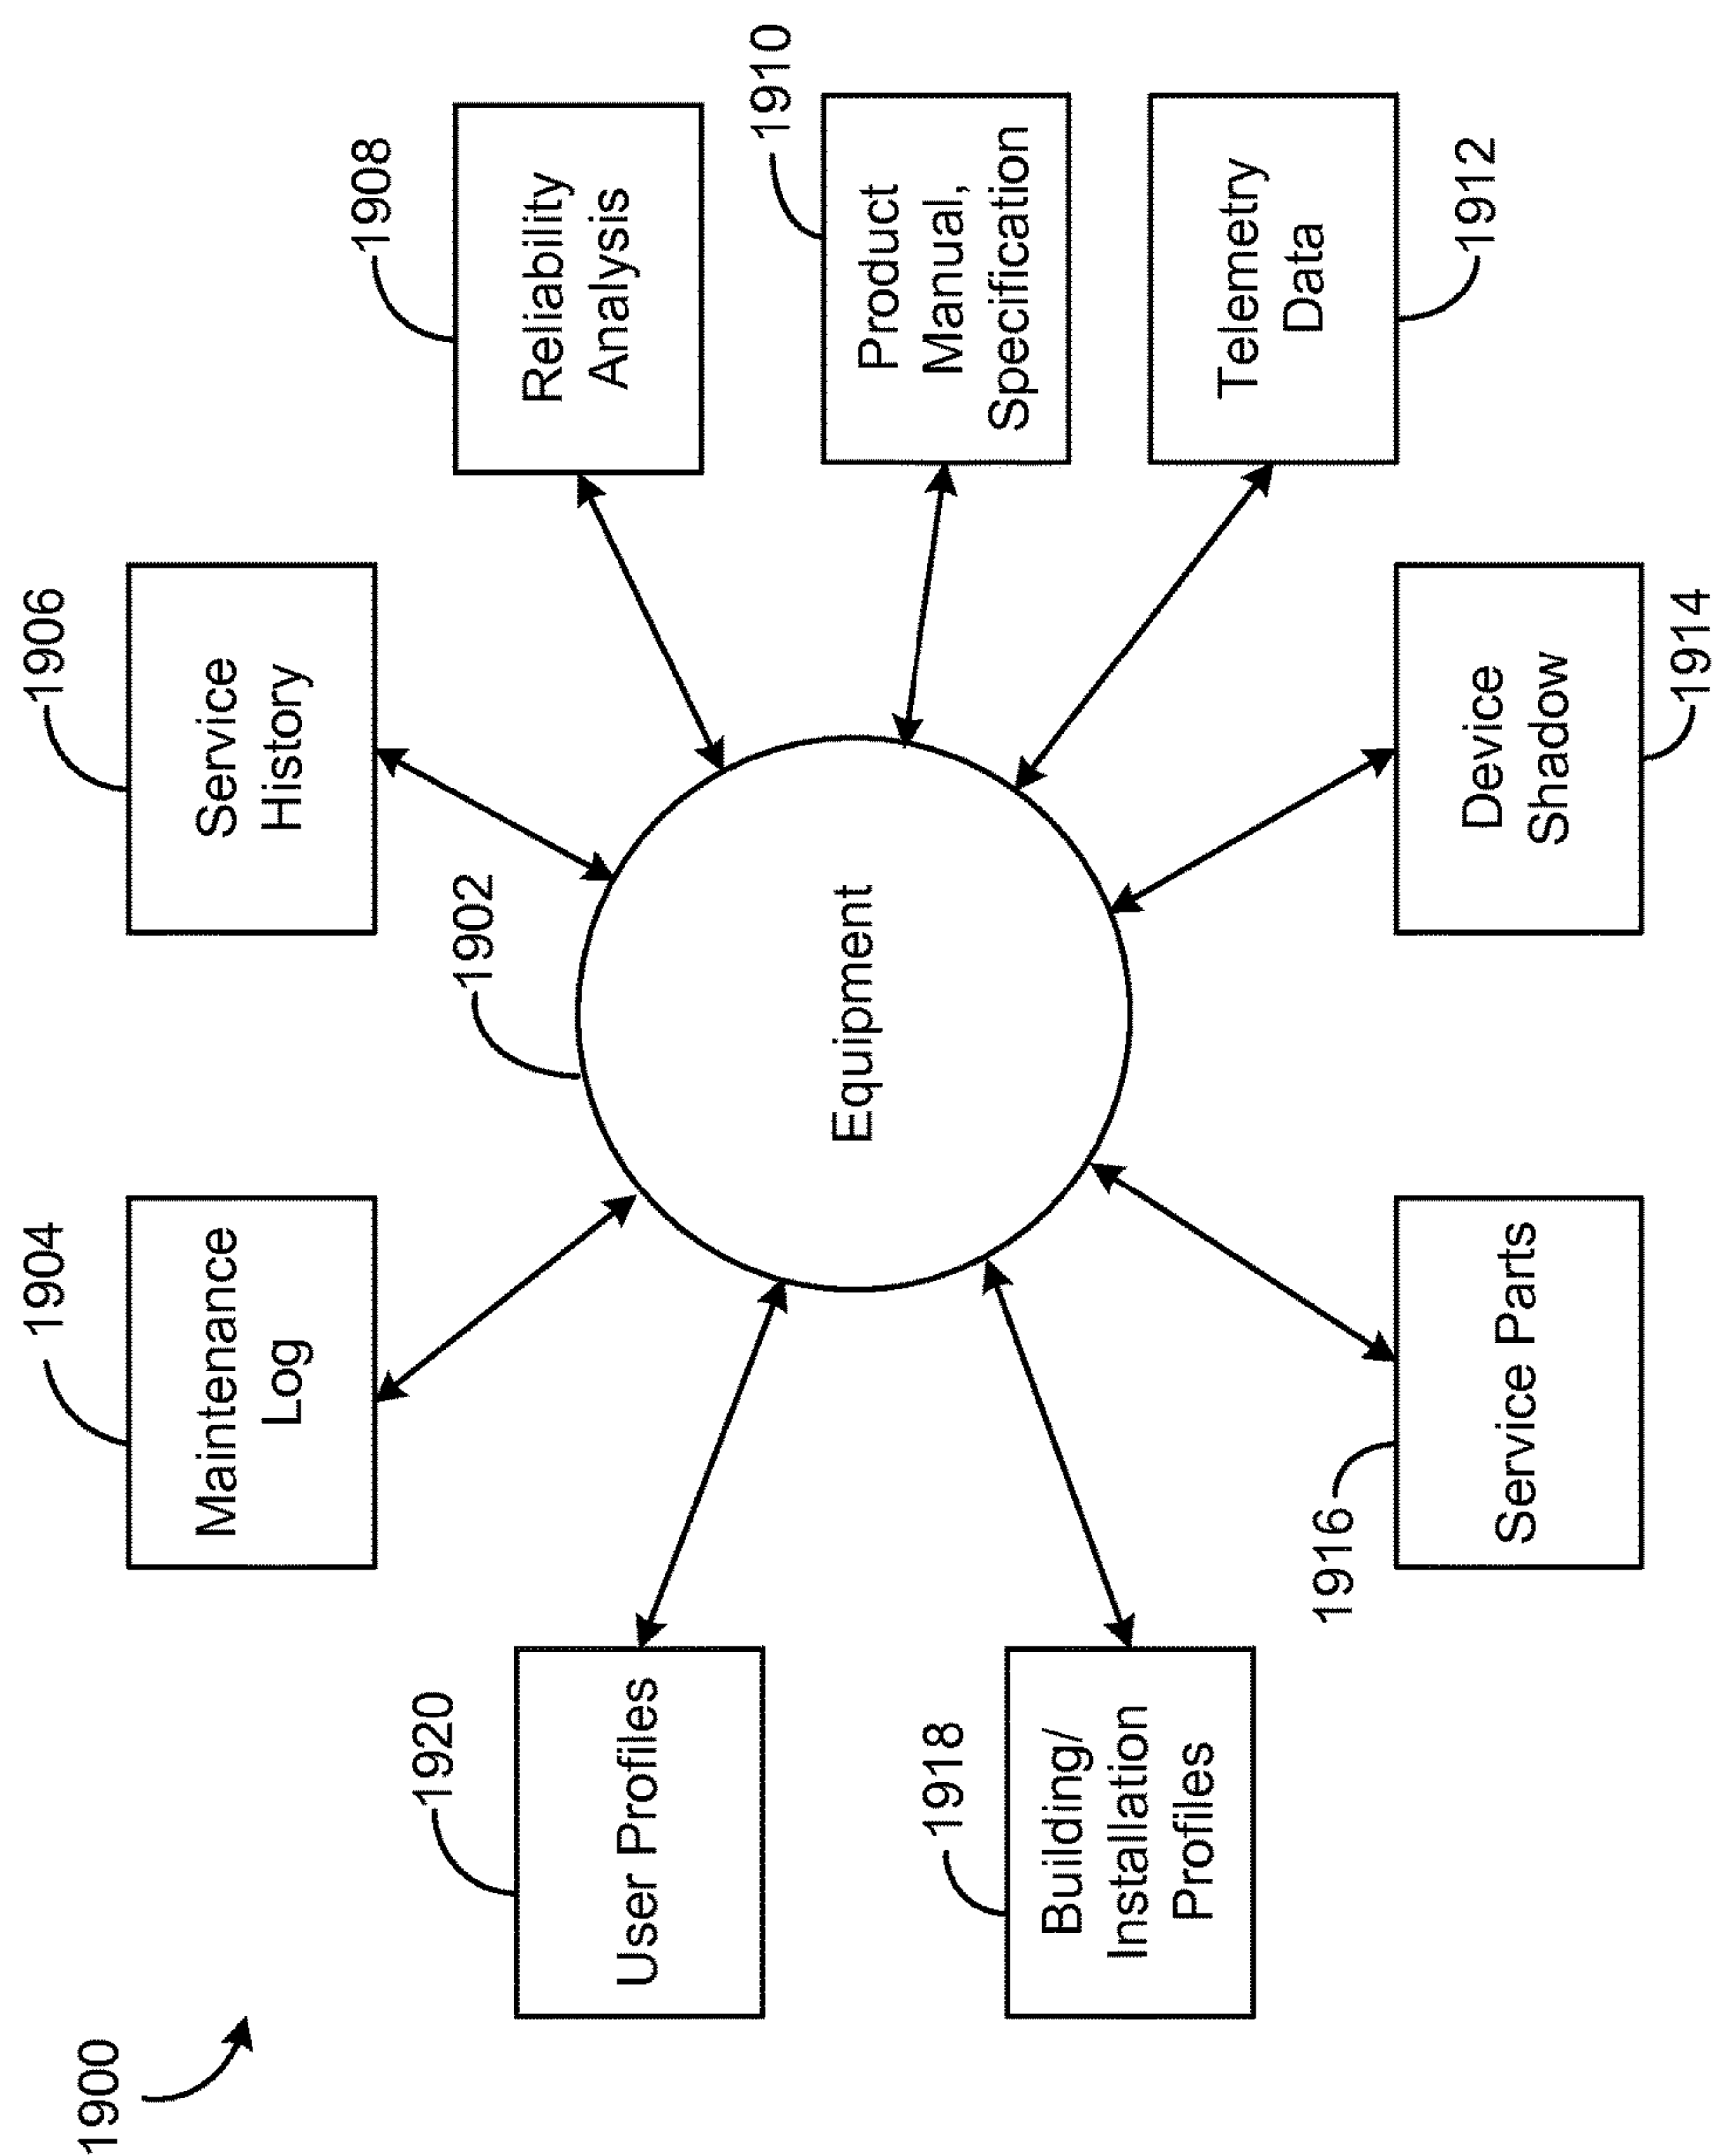 1900
1904
Maintenance
Log
1906
Service
History
1920
User Profiles
1902
Equipment
1908
Reliability
Analysis
1910
Product
Manual,
Specification
1918
Building/
Installation
Profiles
1916
Service Parts
1914
Device
Shadow
1912
Telemetry
Data